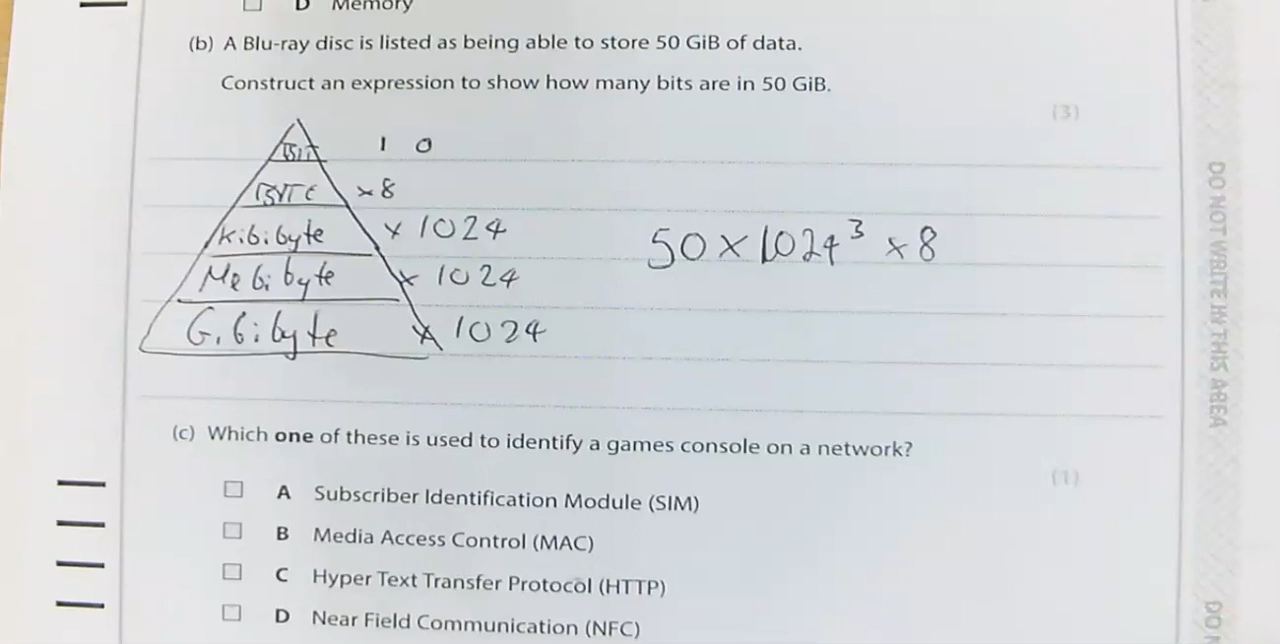 D Memory
(b) A Blu-ray disc is listed as being able to store 50 GiB of data.
Construct an expression to show how many bits are in 50 GiB.
(3)
BIT 1 0
BYTE ×8
Kibibyte × 1024
Mebibyte × 1024
Gibibyte × 1024
50 × 1024³ × 8
(c) Which one of these is used to identify a games console on a network?
(1)
A Subscriber Identification Module (SIM)
B Media Access Control (MAC)
C Hyper Text Transfer Protocol (HTTP)
D Near Field Communication (NFC)
DO NOT WRITE IN THIS AREA
DO